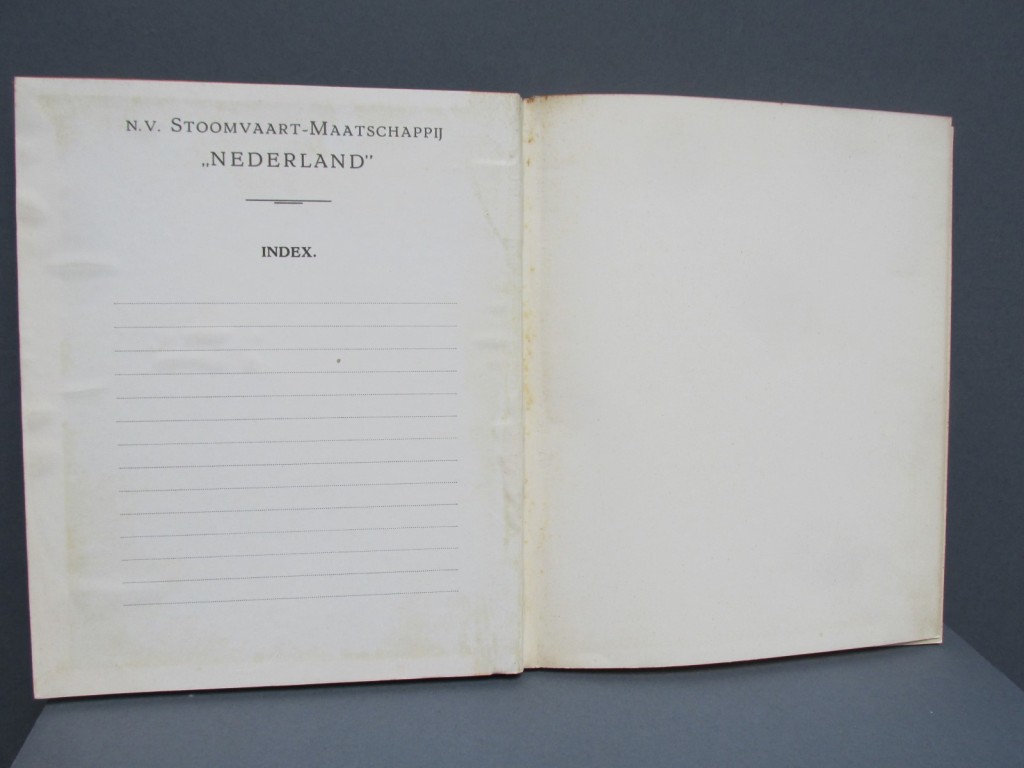 N.V. STOOMVAART-MAATSCHAPPIJ
„NEDERLAND”
INDEX.